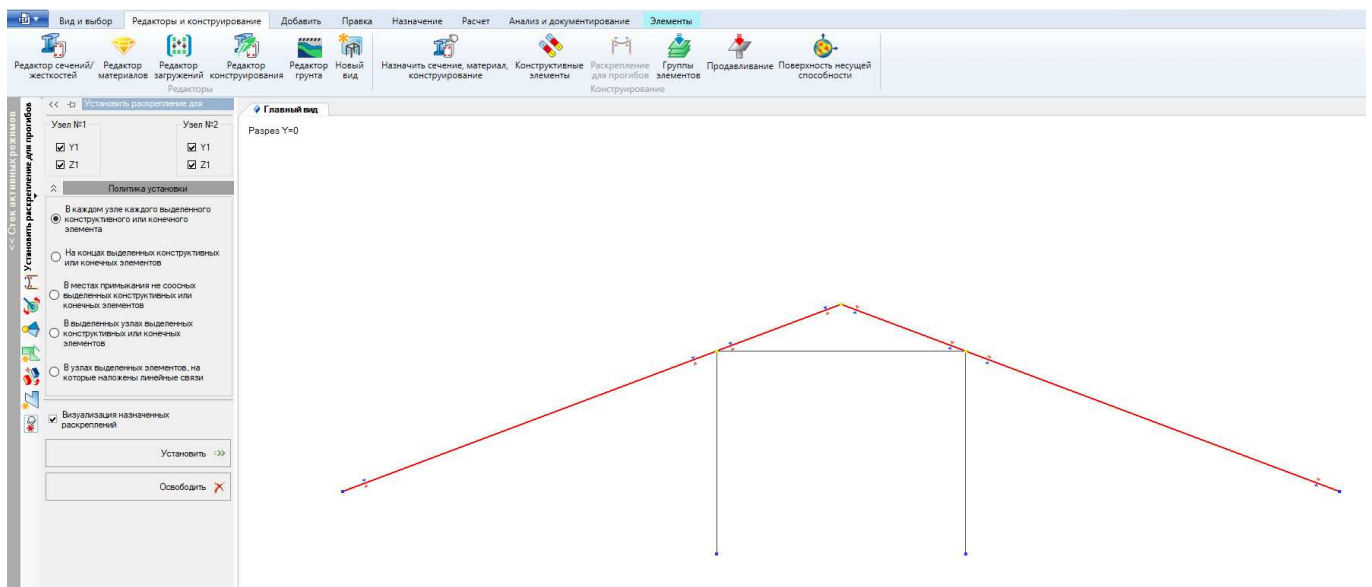 Вид и выбор Редакторы и конструирование Добавить Правка Назначение Расчет Анализ и документирование Элементы
Редактор сечений/
жесткостей
Редактор
материалов
Редактор
загружений
Редактор
конструирования
Редактор
грунта
Новый
вид
Назначить сечение, материал,
конструирование
Конструктивные
элементы
Раскрепление
для прогибов
Группы
элементов
Продавливание
Поверхность несущей
способности
Редакторы
Конструирование
<< Стек активных режимов
Установить раскрепление для прогибов
<< Установить раскрепление для
Узел №1 Узел №2
Y1 Y1
Z1 Z1
Политика установки
В каждом узле каждого выделенного
конструктивного или конечного
элемента
На концах выделенных конструктивных
или конечных элементов
В местах примыкания не соосных
выделенных конструктивных или
конечных элементов
В выделенных узлах выделенных
конструктивных или конечных
элементов
В узлах выделенных элементов, на
которые наложены линейные связи
Визуализация назначенных
раскреплений
Установить
Освободить
Главный вид
Разрез Y=0